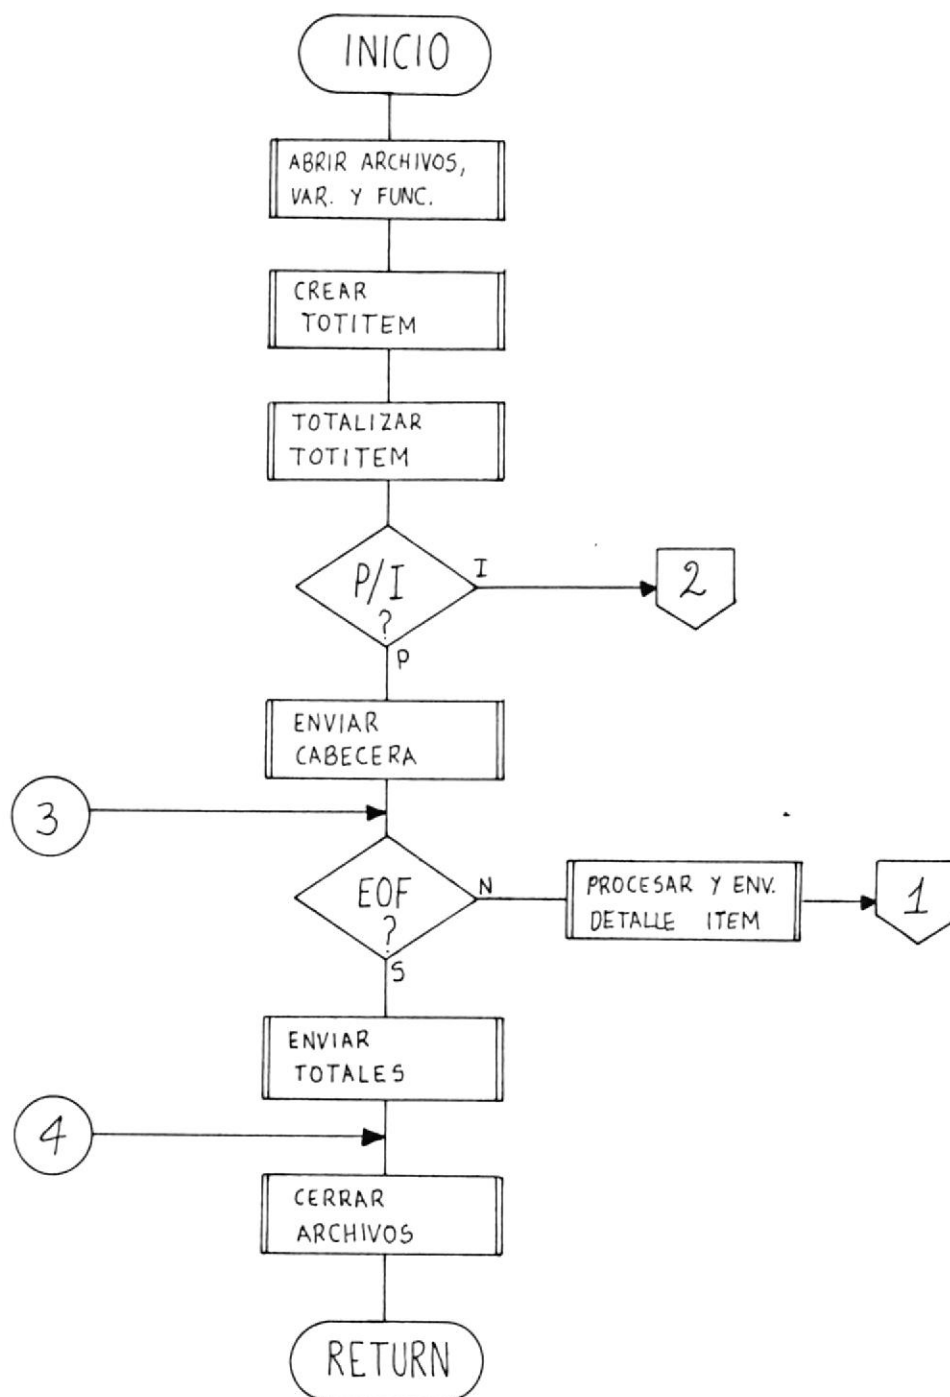 INICIO
ABRIR ARCHIVOS,
VAR. Y FUNC.
CREAR
TOTITEM
TOTALIZAR
TOTITEM
P/I
?
I
2
P
ENVIAR
CABECERA
3
EOF
?
N
PROCESAR Y ENV.
DETALLE ITEM
1
S
ENVIAR
TOTALES
4
CERRAR
ARCHIVOS
RETURN